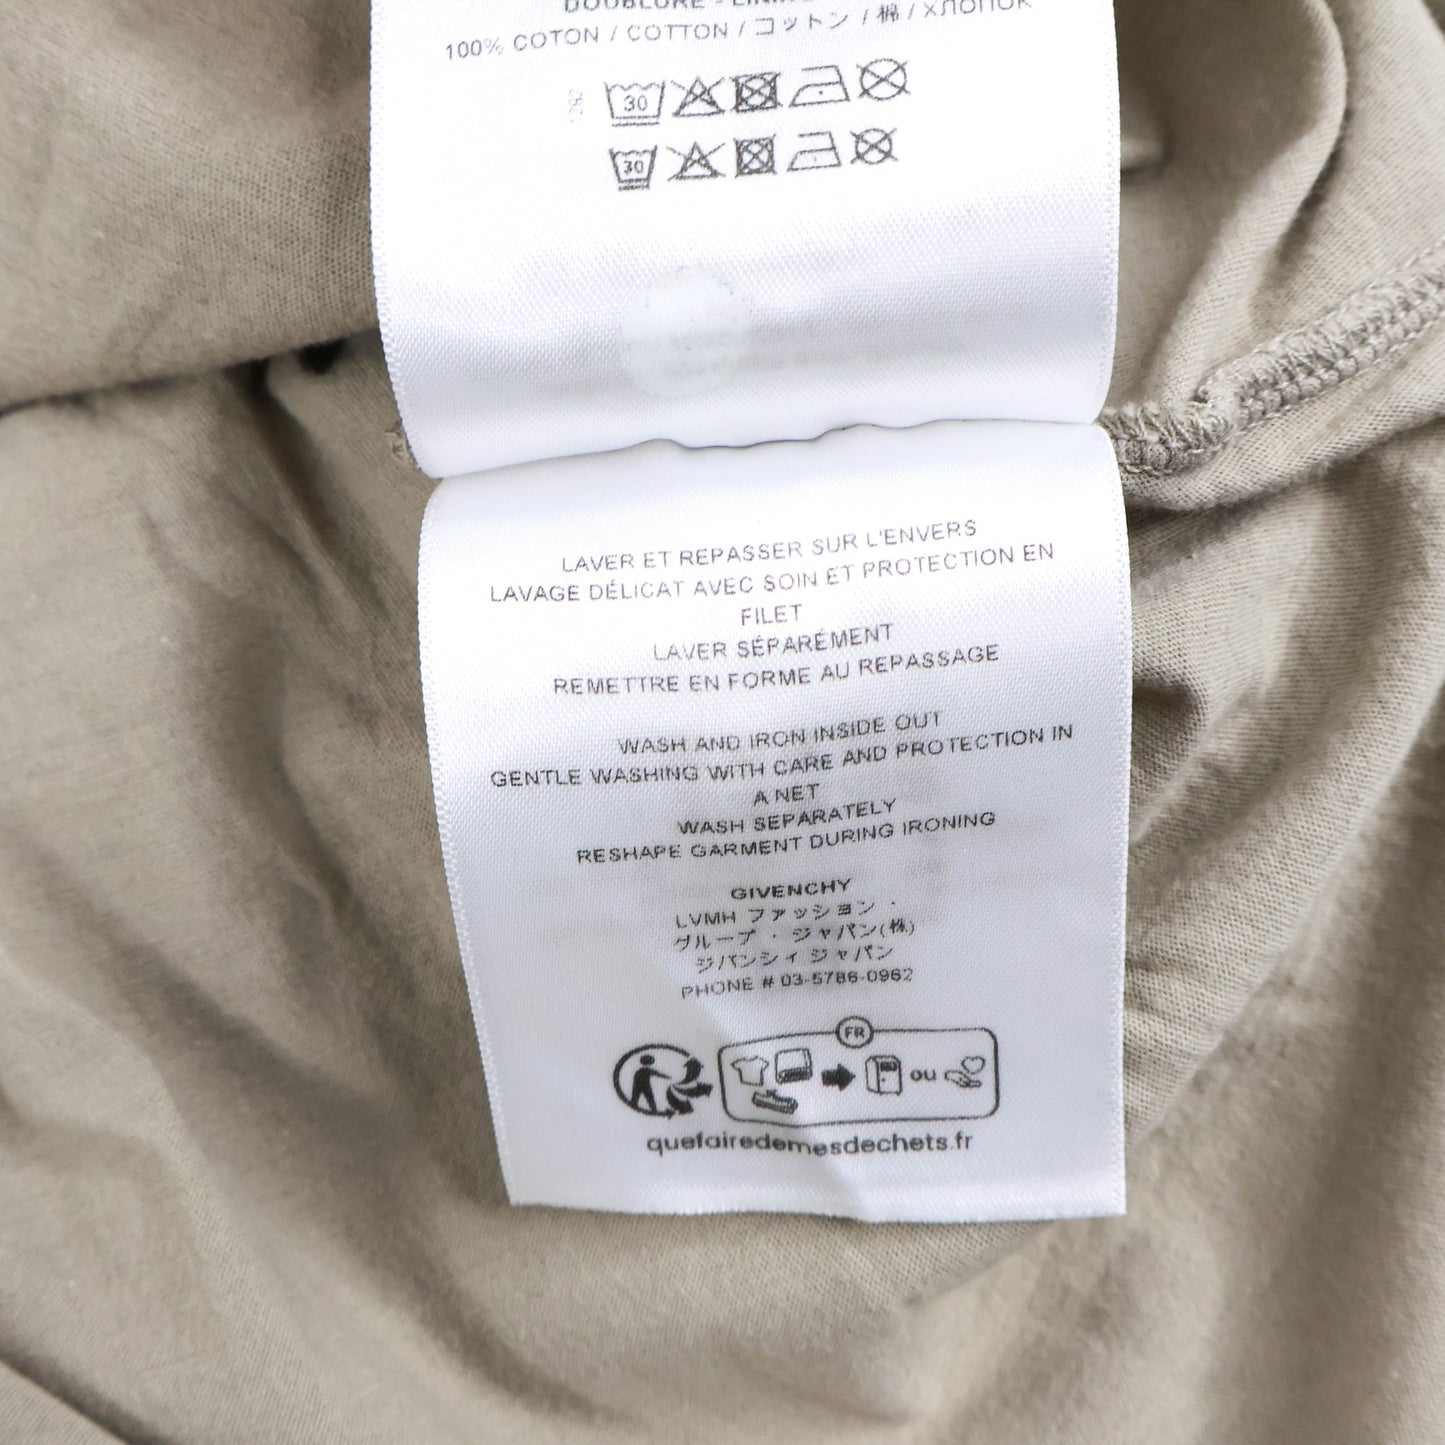 DOUBLURE - LINING
100% COTON / COTTON / コットン / 棉 / ХЛОПОК
30
30
LAVER ET REPASSER SUR L'ENVERS
LAVAGE DÉLICAT AVEC SOIN ET PROTECTION EN
FILET
LAVER SÉPARÉMENT
REMETTRE EN FORME AU REPASSAGE
WASH AND IRON INSIDE OUT
GENTLE WASHING WITH CARE AND PROTECTION IN
A NET
WASH SEPARATELY
RESHAPE GARMENT DURING IRONING
GIVENCHY
LVMH ファッション ・
グループ ・ ジャパン(株)
ジバンシィ ジャパン
PHONE # 03-5786-0962
FR
ou
quefairedemesdechets.fr